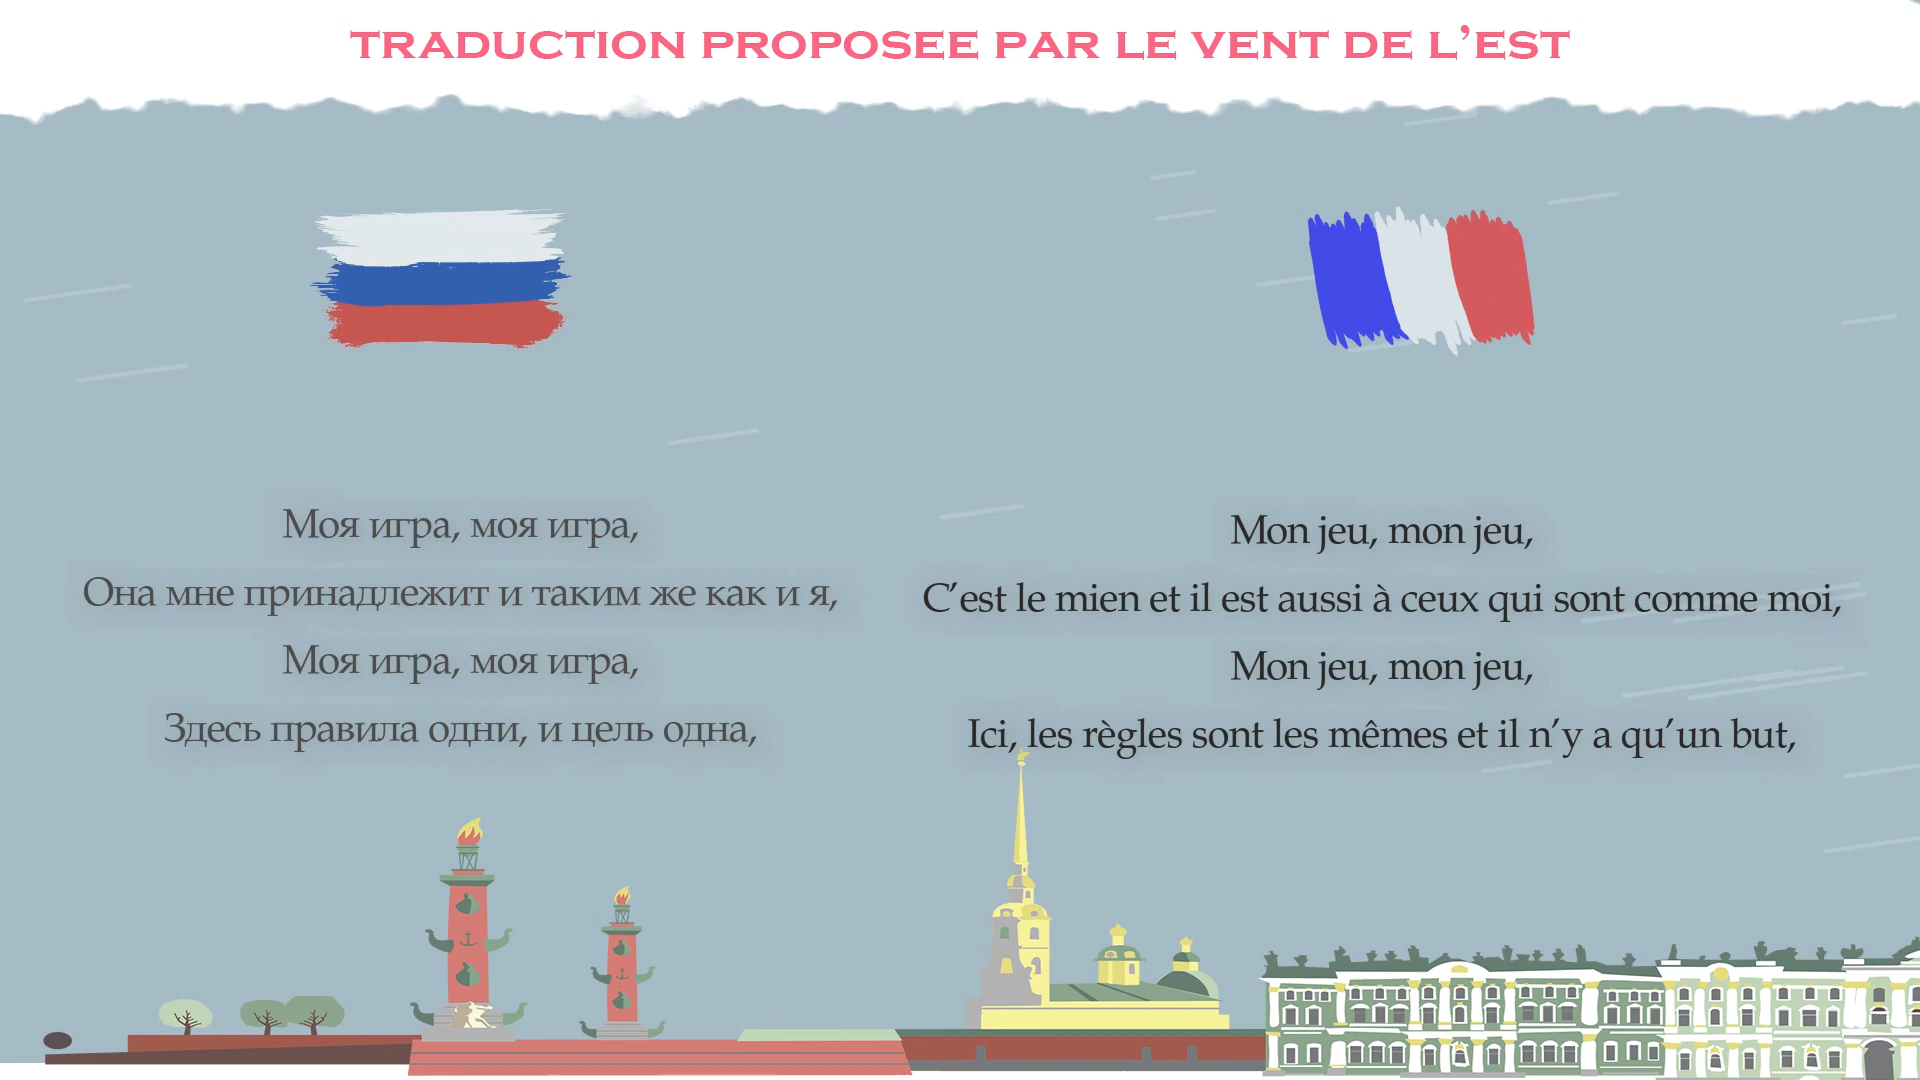 TRADUCTION PROPOSEE PAR LE VENT DE L'EST
Моя игра, моя игра,
Она мне принадлежит и таким же как и я,
Моя игра, моя игра,
Здесь правила одни, и цель одна,
Mon jeu, mon jeu,
C'est le mien et il est aussi à ceux qui sont comme moi,
Mon jeu, mon jeu,
Ici, les règles sont les mêmes et il n'y a qu'un but,